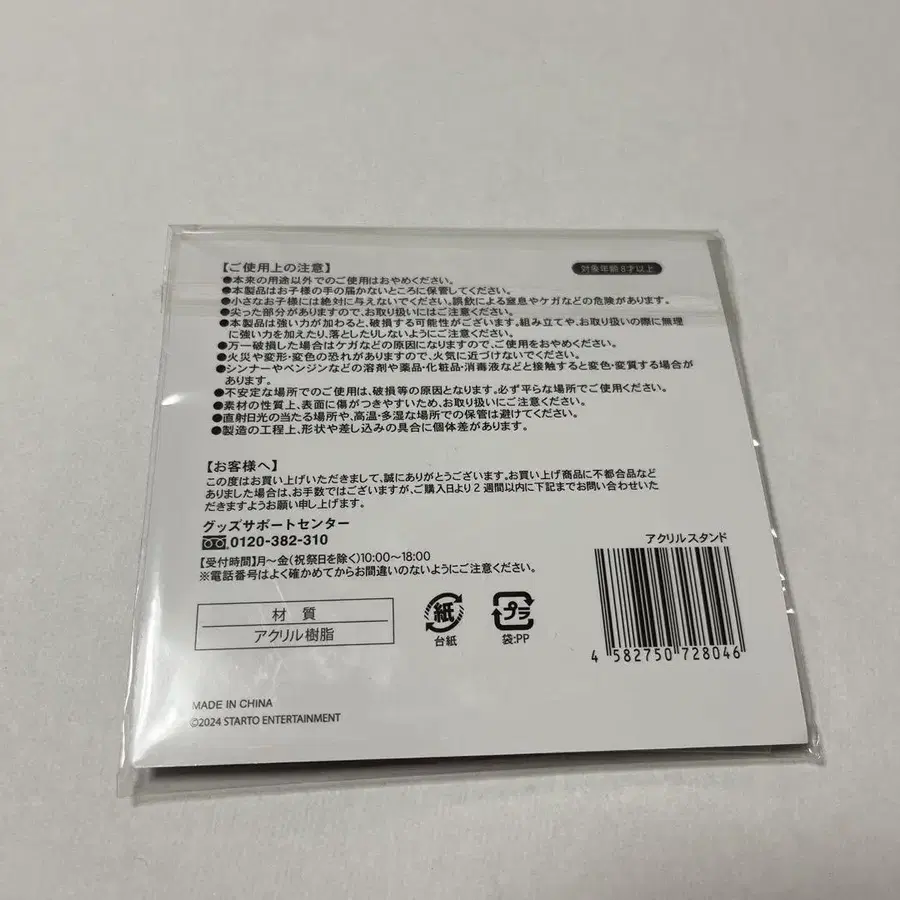 【ご使用上の注意】
対象年齢8才以上
●本来の用途以外でのご使用はおやめください。
●本製品はお子様の手の届かないところに保管してください。
●小さなお子様には絶対に与えないでください。誤飲による窒息やケガなどの危険があります。
●尖った部分がありますので、お取り扱いにはご注意ください。
●本製品は強い力が加わると、破損する可能性がございます。組み立てや、お取り扱いの際に無理
に強い力を加えたり、落としたりしないようにご注意ください。
●万一破損した場合はケガなどの原因になりますので、ご使用をおやめください。
●火災や変形・変色の恐れがありますので、火気に近づけないでください。
●シンナーやベンジンなどの溶剤や薬品・化粧品・消毒液などと接触すると変色・変質する場合が
あります。
●不安定な場所でのご使用は、破損等の原因となります。必ず平らな場所でご使用ください。
●素材の性質上、表面に傷がつきやすいため、お取り扱いにご注意ください。
●直射日光の当たる場所や、高温・多湿な場所での保管は避けてください。
●製造の工程上、形状や差し込みの具合に個体差があります。
【お客様へ】
この度はお買い上げいただきまして、誠にありがとうございます。お買い上げ商品に不都合品など
ありました場合は、お手数ではございますが、ご購入日より2週間以内に下記までお問い合わせいた
だきますようお願い申し上げます。
グッズサポートセンター
0120-382-310
【受付時間】月〜金(祝祭日を除く)10:00〜18:00
※電話番号はよく確かめてからお間違いのないようにご注意ください。
材質
アクリル樹脂
紙
台紙
プラ
袋:PP
アクリルスタンド
4 582750 728046
MADE IN CHINA
©2024 STARTO ENTERTAINMENT